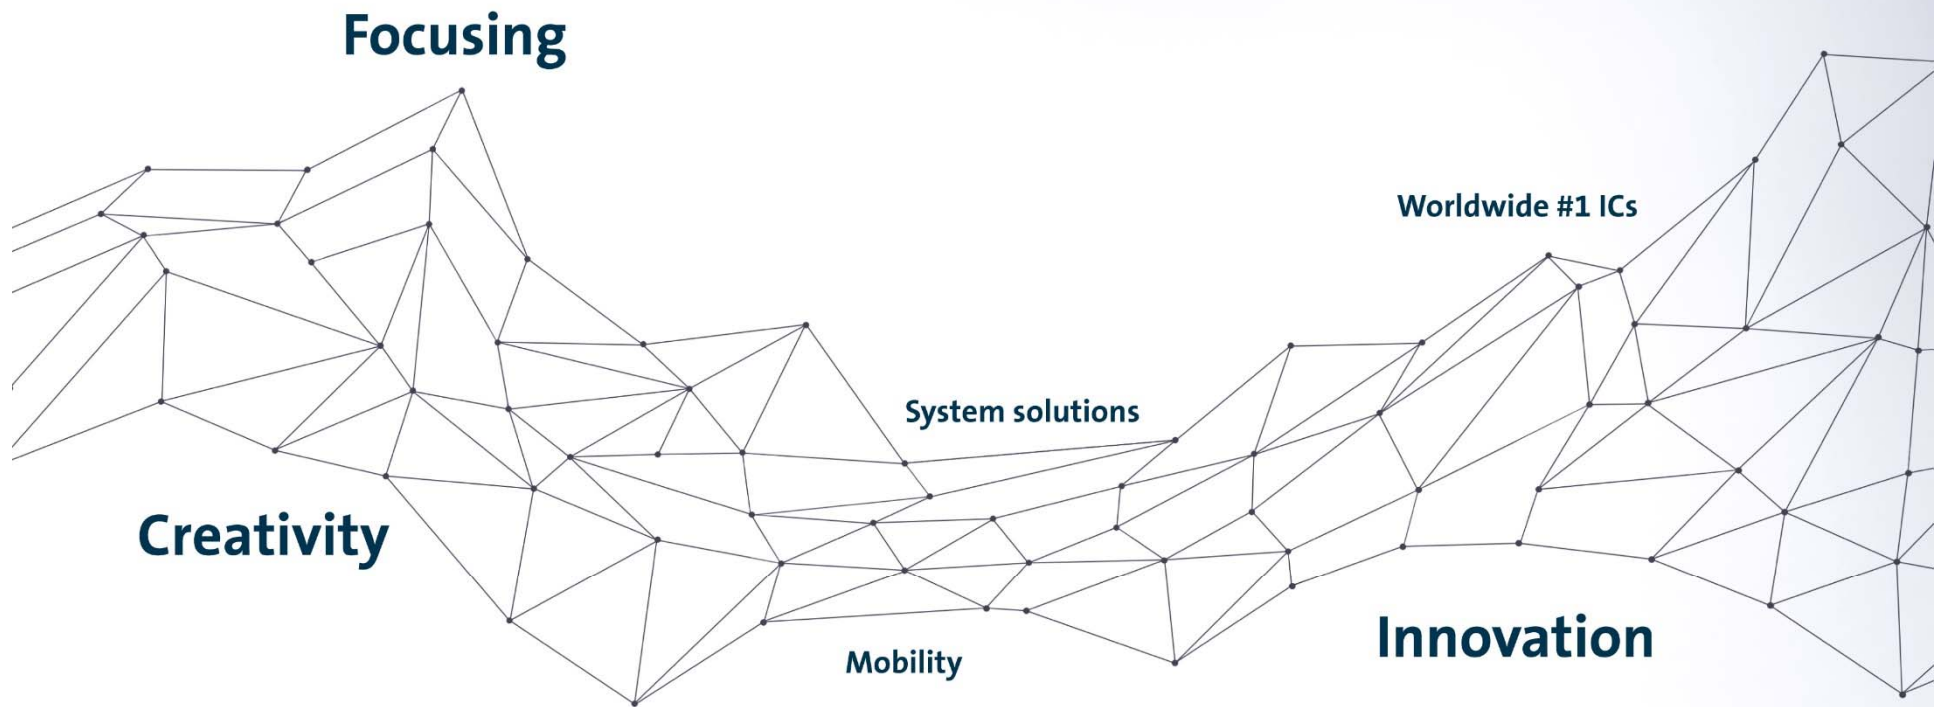 Focusing
Worldwide #1 ICs
System solutions
Creativity
Innovation
Mobility